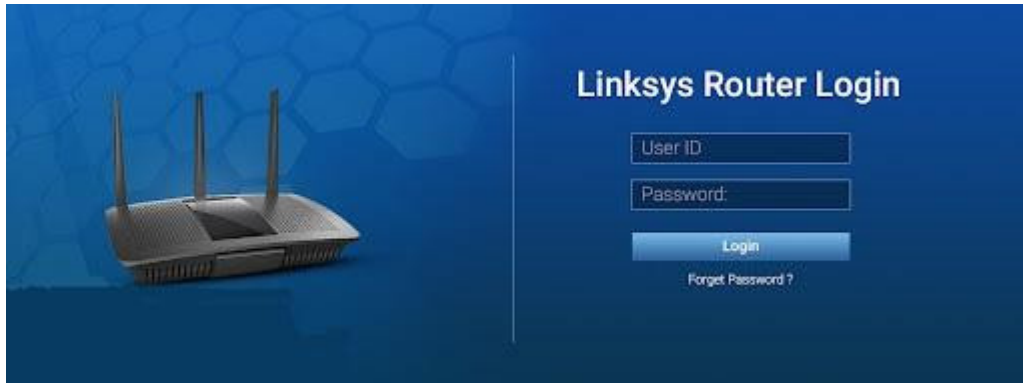 Linksys Router Login
User ID
Password:
Login
Forget Password ?